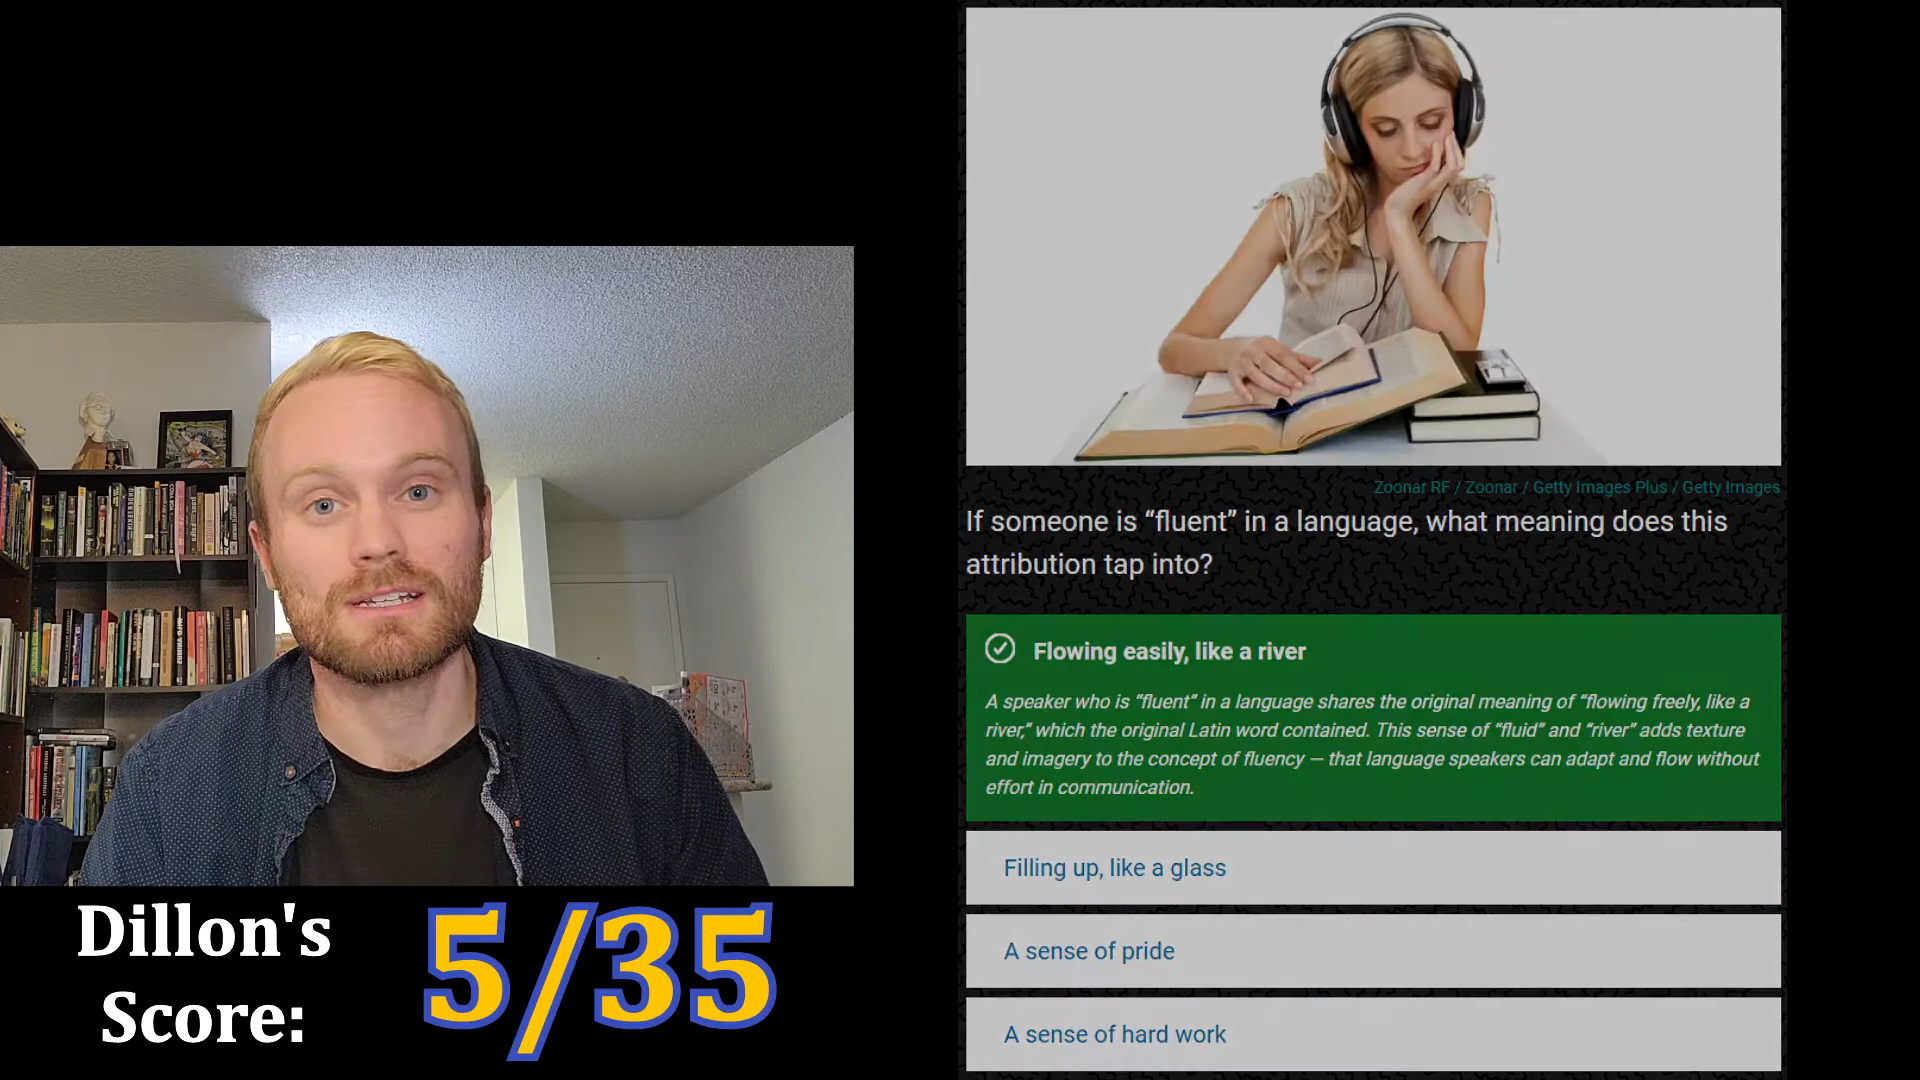 Zoonar RF / Zoonar / Getty Images Plus / Getty Images
If someone is “fluent” in a language, what meaning does this
attribution tap into?
Flowing easily, like a river
A speaker who is “fluent” in a language shares the original meaning of “flowing freely, like a
river,” which the original Latin word contained. This sense of “fluid” and “river” adds texture
and imagery to the concept of fluency — that language speakers can adapt and flow without
effort in communication.
Filling up, like a glass
A sense of pride
A sense of hard work
Dillon's
Score:
5/35